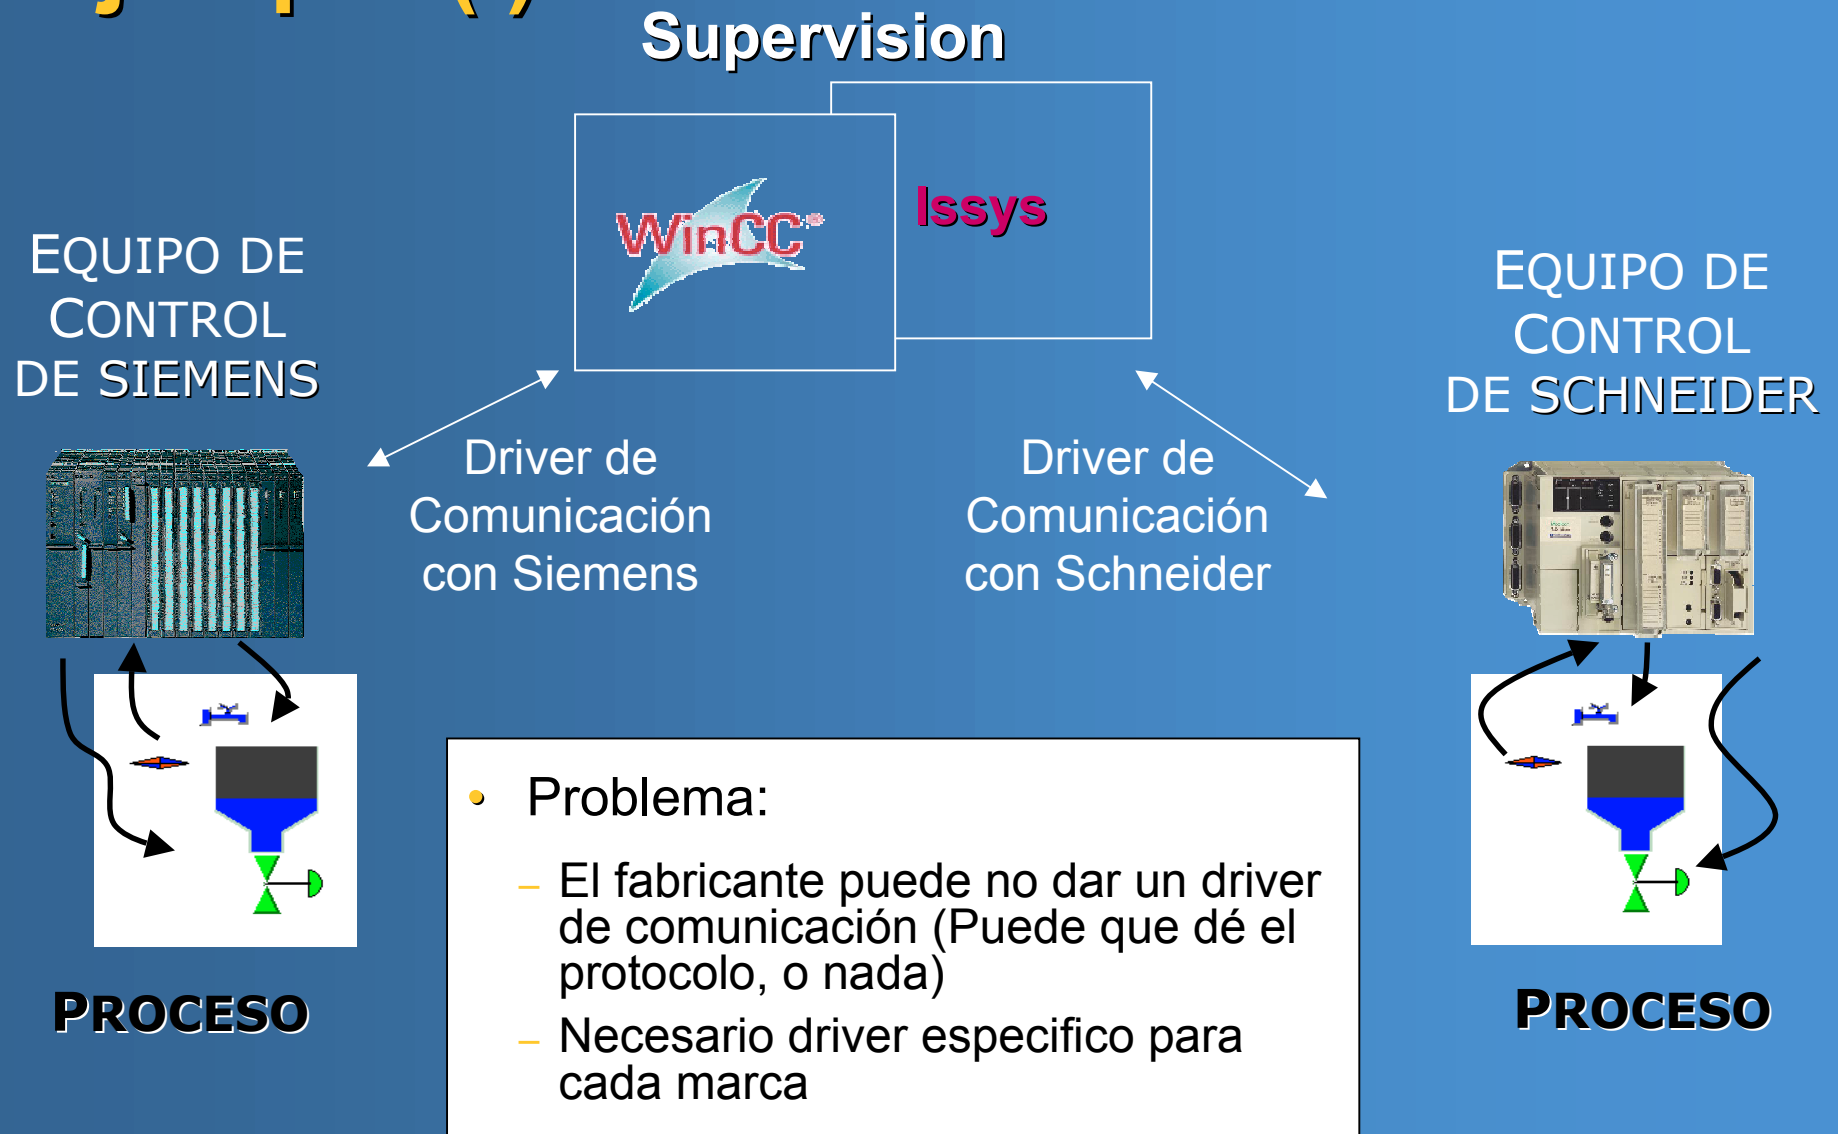 Supervision
WinCC
Issys
EQUIPO DE
CONTROL
DE SIEMENS
EQUIPO DE
CONTROL
DE SCHNEIDER
Driver de
Comunicación
con Siemens
Driver de
Comunicación
con Schneider
• Problema:
– El fabricante puede no dar un driver
de comunicación (Puede que dé el
protocolo, o nada)
– Necesario driver especifico para
cada marca
PROCESO
PROCESO